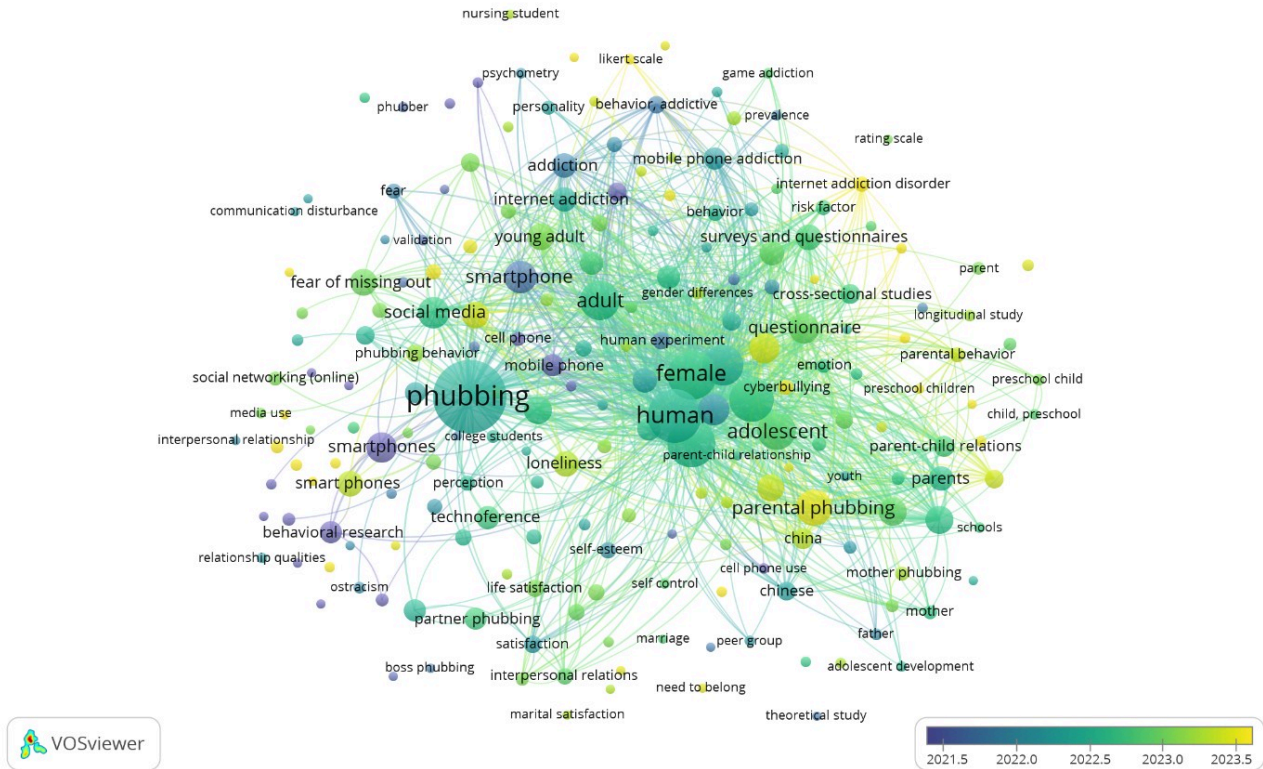 nursing student
likert scale
psychometry
game addiction
phubber
personality
behavior, addictive
prevalence
rating scale
addiction
mobile phone addiction
internet addiction disorder
fear
internet addiction
communication disturbance
behavior
risk factor
validation
young adult
surveys and questionnaires
parent
smartphone
fear of missing out
gender differences
cross-sectional studies
adult
social media
longitudinal study
questionnaire
cell phone
human experiment
phubbing behavior
parental behavior
mobile phone
emotion
female
social networking (online)
cyberbullying
preschool children
preschool child
phubbing
media use
human
child, preschool
adolescent
interpersonal relationship
college students
smartphones
parent-child relations
parent-child relationship
loneliness
youth
parents
smart phones
perception
parental phubbing
technoference
schools
behavioral research
china
relationship qualities
self-esteem
cell phone use
mother phubbing
ostracism
life satisfaction
self control
chinese
mother
partner phubbing
father
satisfaction
marriage
peer group
boss phubbing
interpersonal relations
adolescent development
need to belong
marital satisfaction
theoretical study
VOSviewer
2021.5 2022.0 2022.5 2023.0 2023.5